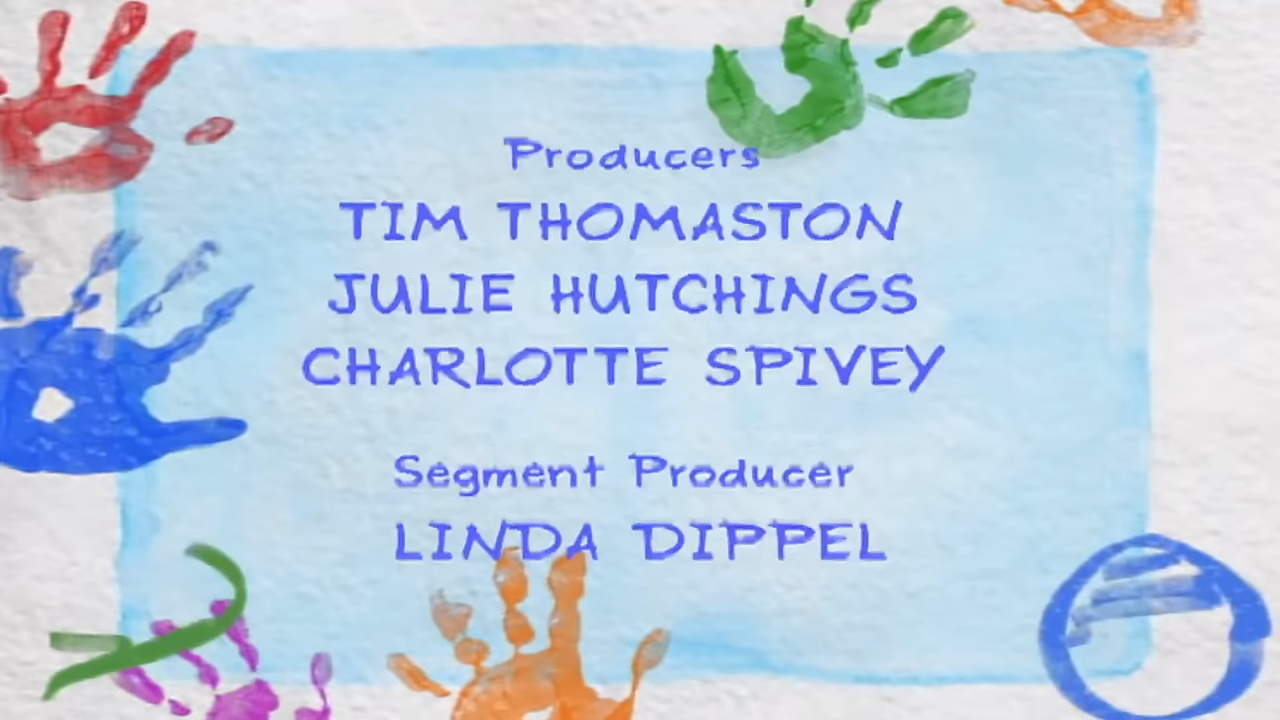 Producers
TIM THOMASTON
JULIE HUTCHINGS
CHARLOTTE SPIVEY
Segment Producer
LINDA DIPPEL